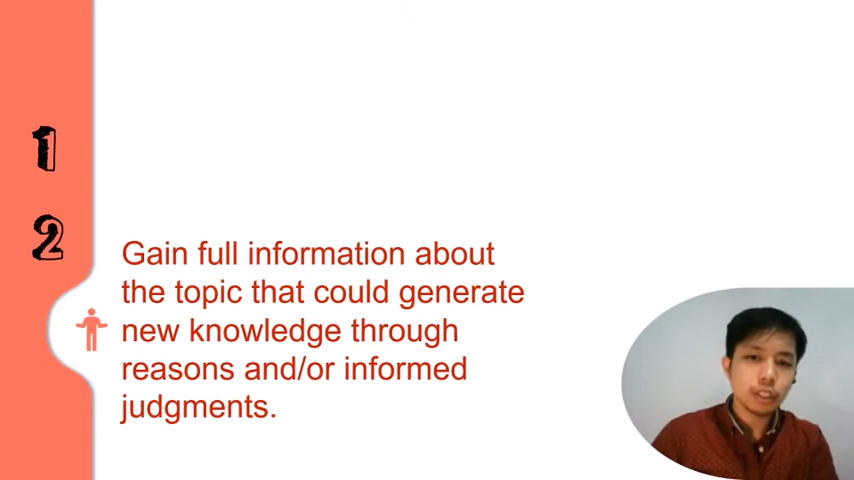 1
2
Gain full information about
the topic that could generate
new knowledge through
reasons and/or informed
judgments.